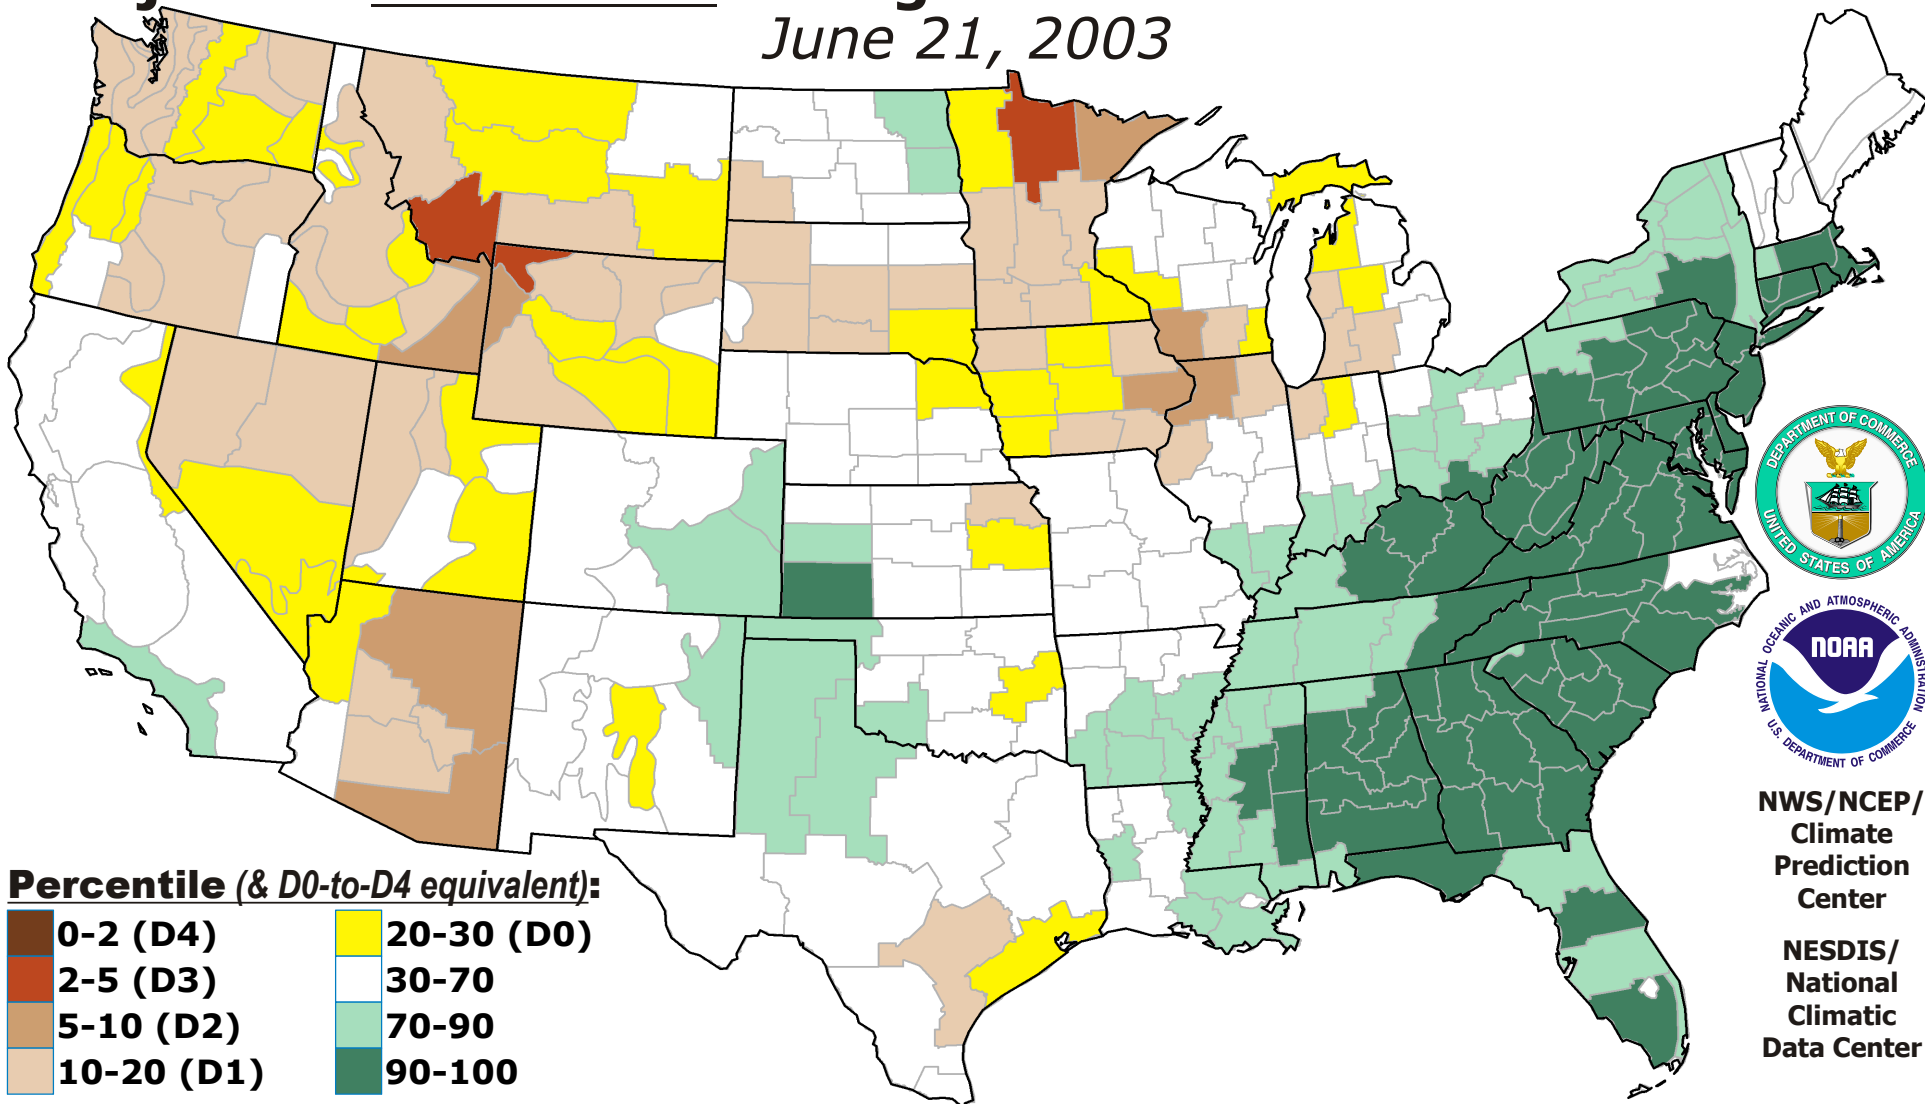 June 21, 2003
DEPARTMENT OF COMMERCE
UNITED STATES OF AMERICA
NATIONAL OCEANIC AND ATMOSPHERIC ADMINISTRATION
NOAA
U.S. DEPARTMENT OF COMMERCE
NWS/NCEP/
Climate
Prediction
Center
NESDIS/
National
Climatic
Data Center
Percentile (& D0-to-D4 equivalent):
0-2 (D4)
2-5 (D3)
5-10 (D2)
10-20 (D1)
20-30 (D0)
30-70
70-90
90-100